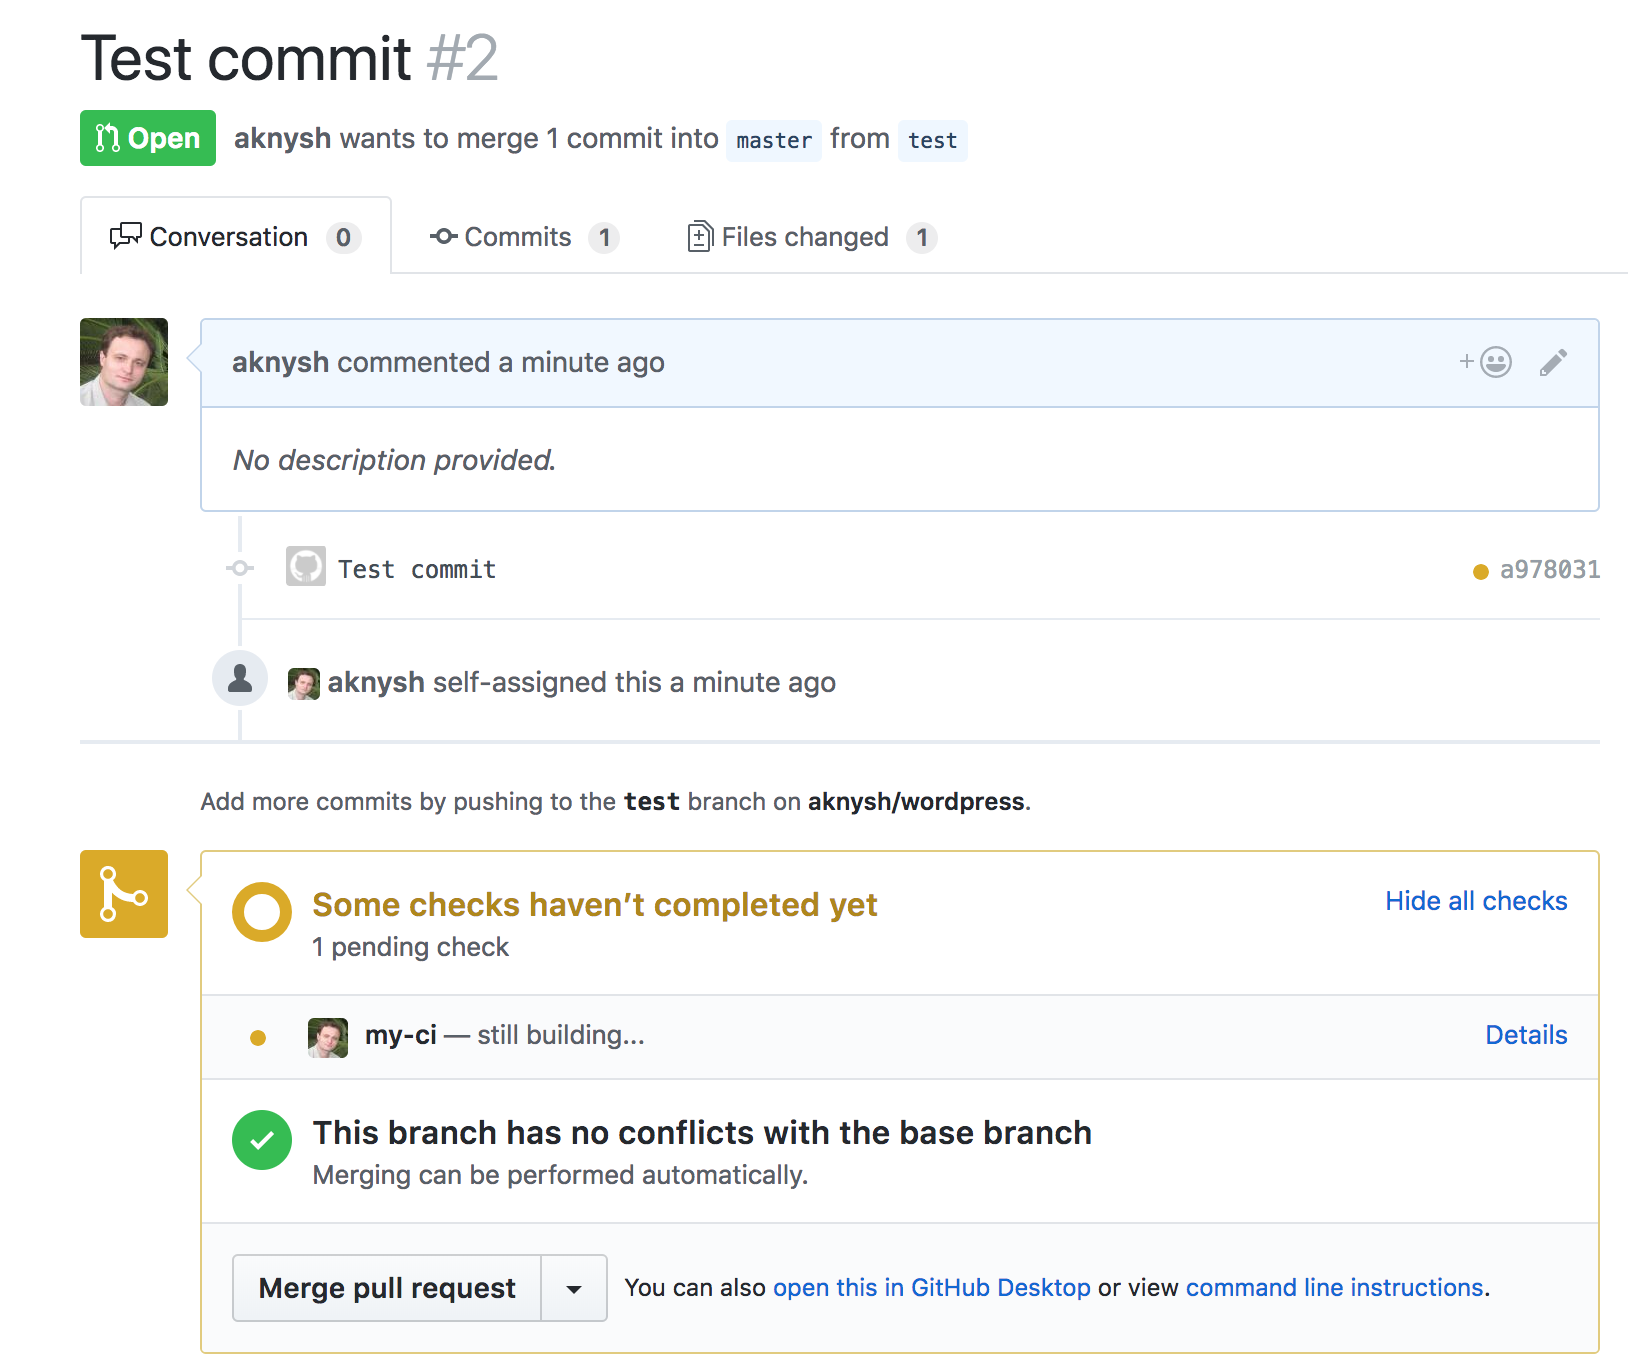 Test commit #2
Open aknysh wants to merge 1 commit into master from test
Conversation 0 Commits 1 Files changed 1
aknysh commented a minute ago
No description provided.
Test commit a978031
aknysh self-assigned this a minute ago
Add more commits by pushing to the test branch on aknysh/wordpress.
Some checks haven’t completed yet Hide all checks
1 pending check
my-ci — still building... Details
This branch has no conflicts with the base branch
Merging can be performed automatically.
Merge pull request You can also open this in GitHub Desktop or view command line instructions.